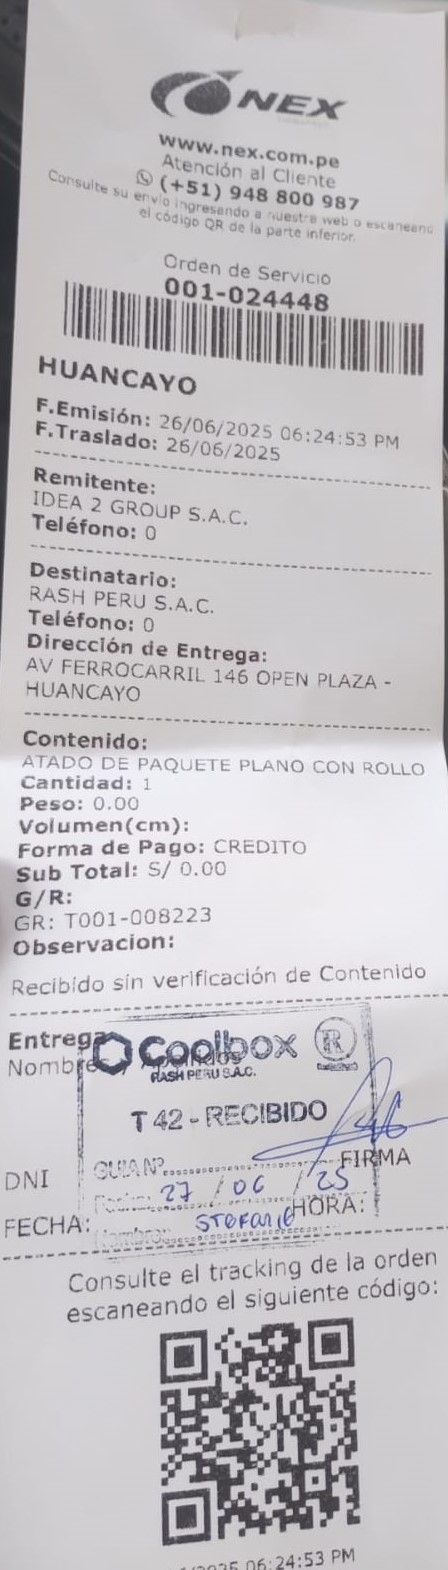 NEX
www.nex.com.pe
Atención al Cliente
(+51) 948 800 987
Consulte su envío ingresando a nuestra web o escaneand
el código QR de la parte inferior.
Orden de Servicio
001-024448
HUANCAYO
F.Emisión: 26/06/2025 06:24:53 PM
F.Traslado: 26/06/2025
Remitente:
IDEA 2 GROUP S.A.C.
Teléfono: 0
Destinatario:
RASH PERU S.A.C.
Teléfono: 0
Dirección de Entrega:
AV FERROCARRIL 146 OPEN PLAZA -
HUANCAYO
Contenido:
ATADO DE PAQUETE PLANO CON ROLLO
Cantidad: 1
Peso: 0.00
Volumen(cm):
Forma de Pago: CREDITO
Sub Total: S/ 0.00
G/R:
GR: T001-008223
Observacion:
Recibido sin verificación de Contenido
Entrega
Coolbox R
RASH PERU S.A.C.
T 42 - RECIBIDO
FIRMA
DNI
GUIA Nº
27 / 06 / 25
FECHA:
HORA:
STEFANIE
Consulte el tracking de la orden
escaneando el siguiente código:
/2025 06:24:53 PM